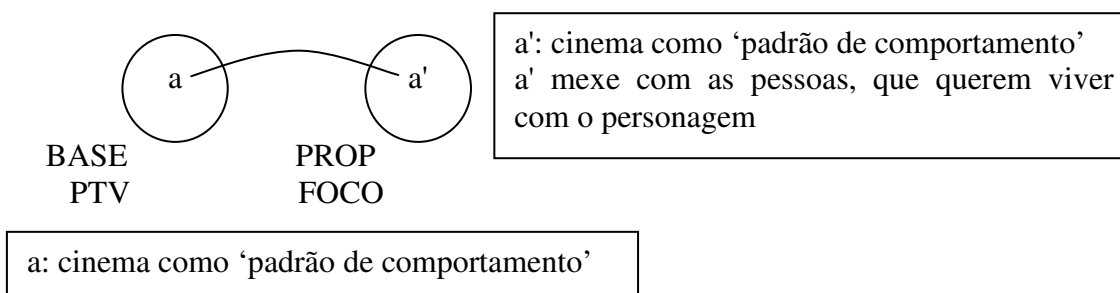 a
a'
a': cinema como ‘padrão de comportamento’
a' mexe com as pessoas, que querem viver
com o personagem
BASE PROP
PTV FOCO
a: cinema como ‘padrão de comportamento’